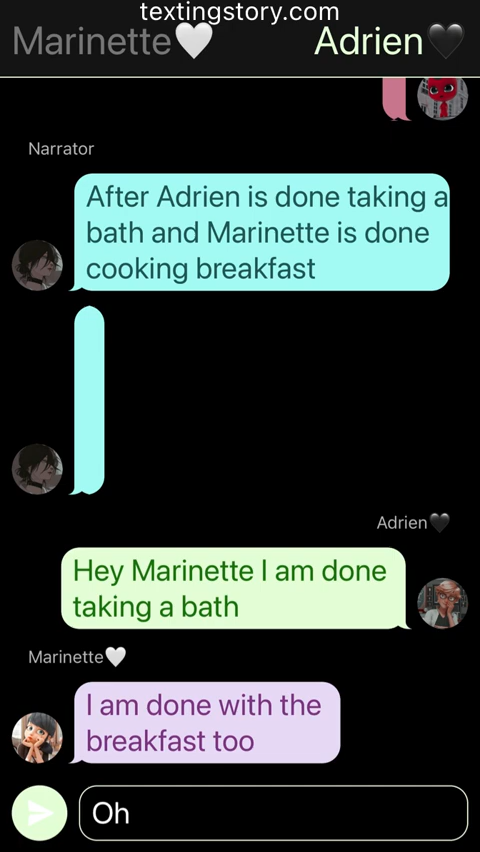 textingstory.com
Marinette🤍 Adrien🖤
Narrator
After Adrien is done taking a
bath and Marinette is done
cooking breakfast
Adrien🖤
Hey Marinette I am done
taking a bath
Marinette🤍
I am done with the
breakfast too
Oh